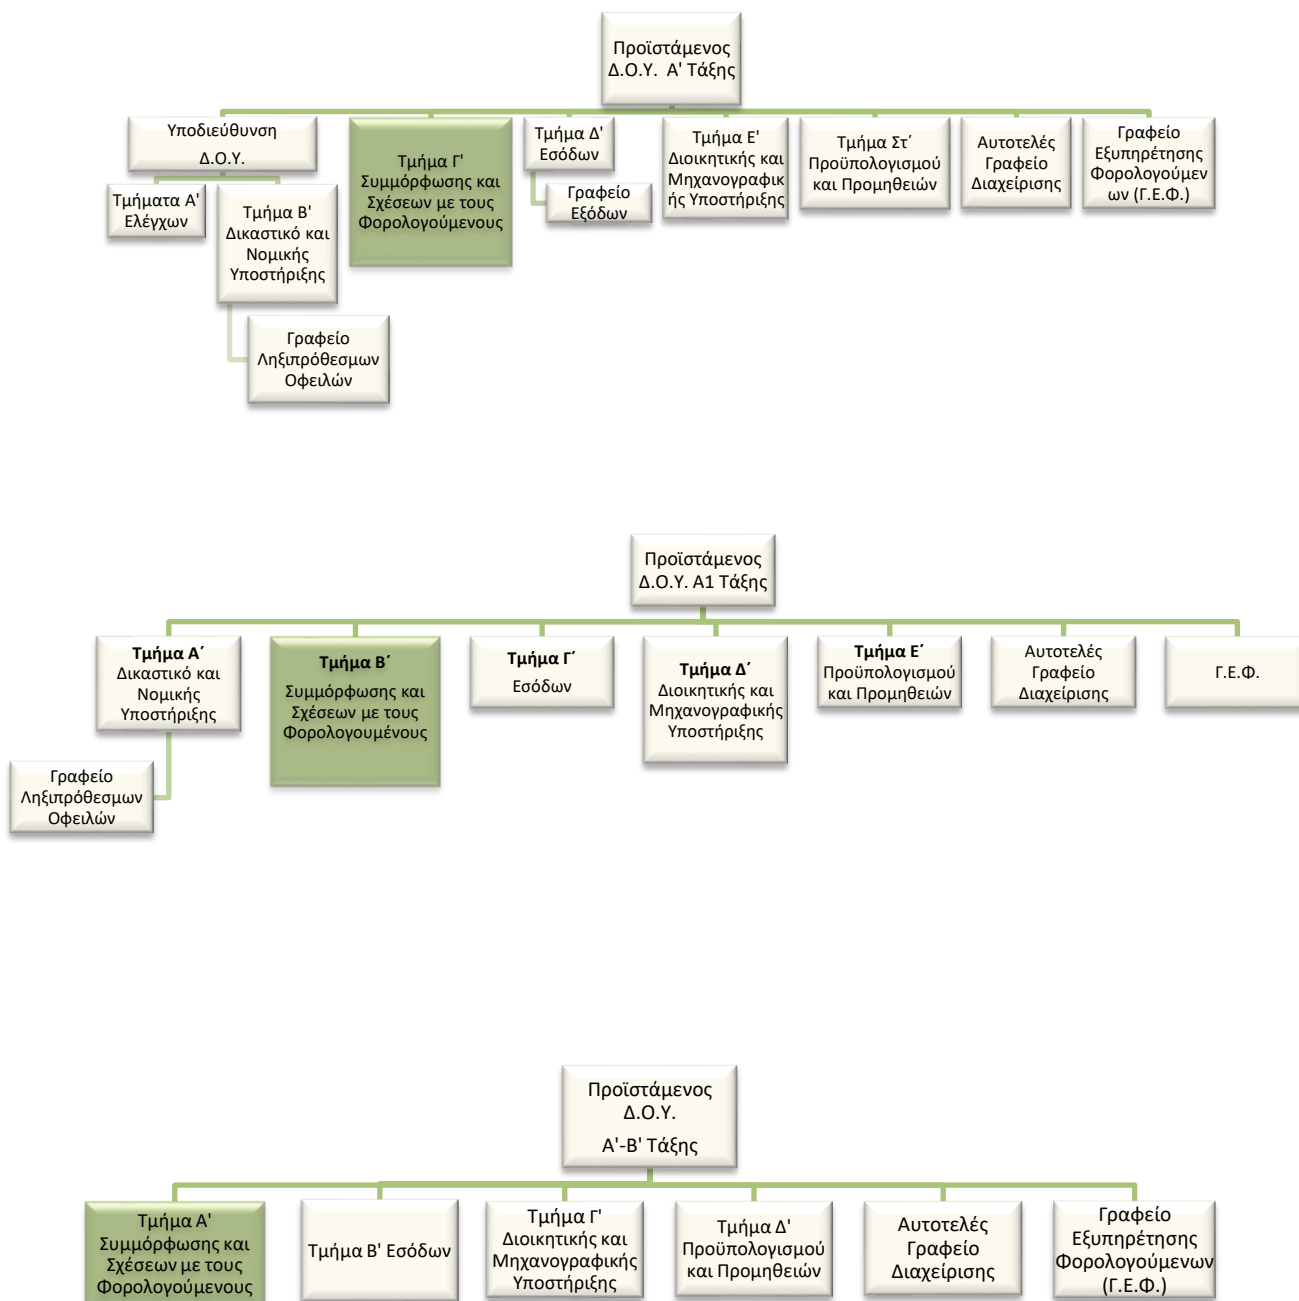 Προϊστάμενος
Δ.Ο.Υ. Α' Τάξης
Υποδιεύθυνση
Δ.Ο.Υ.
Τμήματα Α'
Ελέγχων
Τμήμα Β'
Δικαστικό και
Νομικής
Υποστήριξης
Γραφείο
Ληξιπρόθεσμων
Οφειλών
Τμήμα Γ'
Συμμόρφωσης και
Σχέσεων με τους
Φορολογούμενους
Τμήμα Δ'
Εσόδων
Γραφείο
Εξόδων
Τμήμα Ε'
Διοικητικής και
Μηχανογραφικ
ής Υποστήριξης
Τμήμα Στ΄
Προϋπολογισμού
και Προμηθειών
Αυτοτελές
Γραφείο
Διαχείρισης
Γραφείο
Εξυπηρέτησης
Φορολογούμεν
ων (Γ.Ε.Φ.)
Προϊστάμενος
Δ.Ο.Υ. Α1 Τάξης
Τμήμα Α΄
Δικαστικό και
Νομικής
Υποστήριξης
Γραφείο
Ληξιπρόθεσμων
Οφειλών
Τμήμα Β΄
Συμμόρφωσης και
Σχέσεων με τους
Φορολογουμένους
Τμήμα Γ΄
Εσόδων
Τμήμα Δ΄
Διοικητικής και
Μηχανογραφικής
Υποστήριξης
Τμήμα Ε΄
Προϋπολογισμού
και Προμηθειών
Αυτοτελές
Γραφείο
Διαχείρισης
Γ.Ε.Φ.
Προϊστάμενος
Δ.Ο.Υ.
Α'-Β' Τάξης
Τμήμα Α'
Συμμόρφωσης και
Σχέσεων με τους
Φορολογούμενους
Τμήμα Β' Εσόδων
Τμήμα Γ'
Διοικητικής και
Μηχανογραφικής
Υποστήριξης
Τμήμα Δ'
Προϋπολογισμού
και Προμηθειών
Αυτοτελές
Γραφείο
Διαχείρισης
Γραφείο
Εξυπηρέτησης
Φορολογούμενων
(Γ.Ε.Φ.)